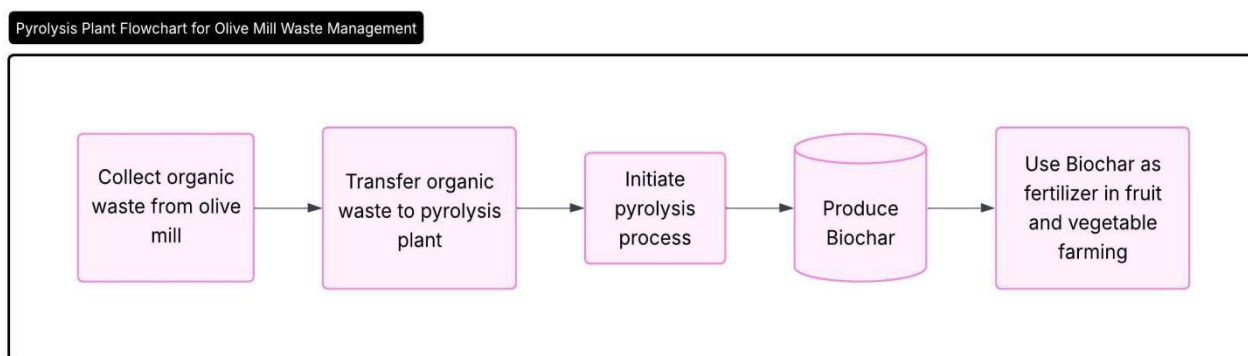 Pyrolysis Plant Flowchart for Olive Mill Waste Management
Collect organic
waste from olive
mill
Transfer organic
waste to pyrolysis
plant
Initiate
pyrolysis
process
Produce
Biochar
Use Biochar as
fertilizer in fruit
and vegetable
farming